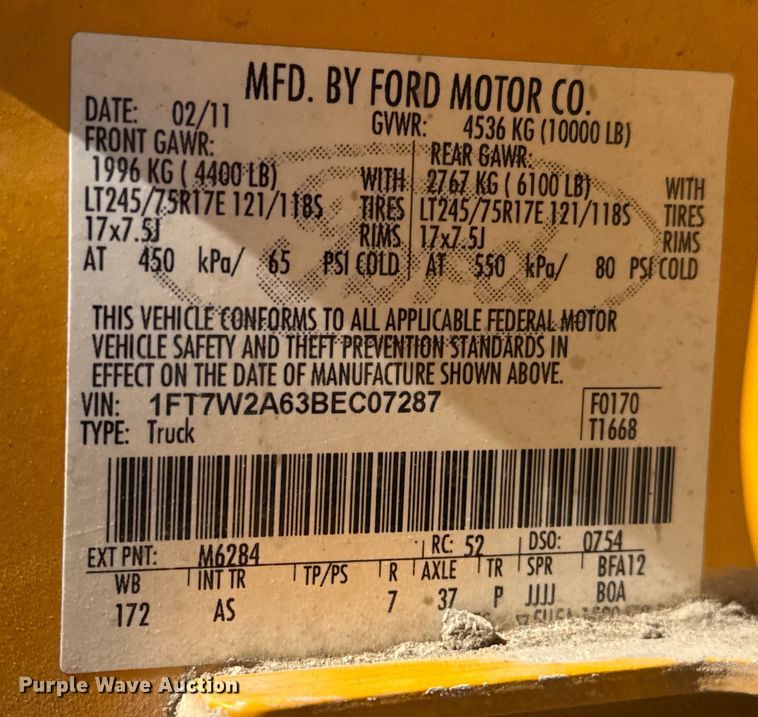 MFD. BY FORD MOTOR CO.
DATE: 02/11 GVWR: 4536 KG (10000 LB)
FRONT GAWR: REAR GAWR:
1996 KG ( 4400 LB) WITH 2767 KG ( 6100 LB) WITH
LT245/75R17E 121/118S TIRES LT245/75R17E 121/118S TIRES
17x7.5J RIMS 17x7.5J RIMS
AT 450 kPa/ 65 PSI COLD AT 550 kPa/ 80 PSI COLD
THIS VEHICLE CONFORMS TO ALL APPLICABLE FEDERAL MOTOR
VEHICLE SAFETY AND THEFT PREVENTION STANDARDS IN
EFFECT ON THE DATE OF MANUFACTURE SHOWN ABOVE.
VIN: 1FT7W2A63BEC07287 F0170
TYPE: Truck T1668
EXT PNT: M6284 RC: 52 DSO: 0754
WB INT TR TP/PS R AXLE TR SPR BFA12
172 AS 7 37 P JJJJ BOA
Purple Wave Auction